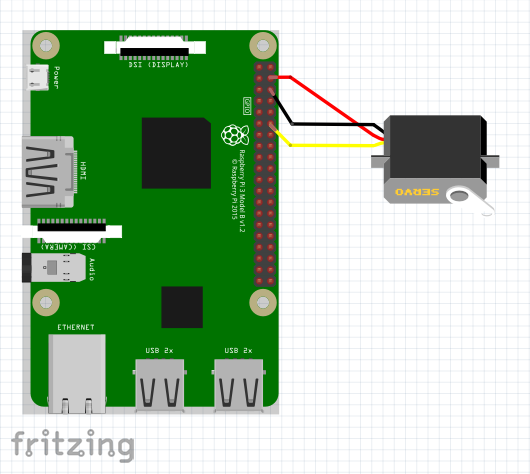 DSI (DISPLAY)
Power
GPIO
HDMI
Raspberry Pi 3 Model B v1.2
© Raspberry Pi 2015
SERVO
CSI (CAMERA)
Audio
ETHERNET
USB 2x
USB 2x
fritzing